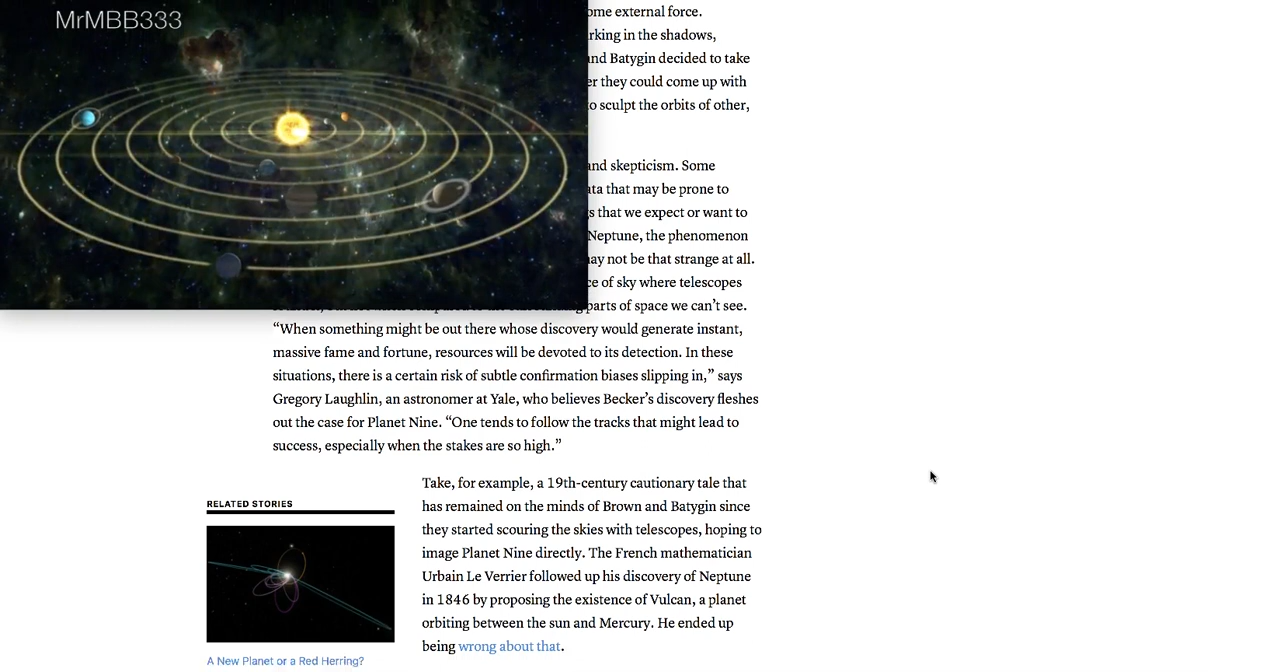 MrMBB333
ome external force.
rking in the shadows,
and Batygin decided to take
er they could come up with
to sculpt the orbits of other,
and skepticism. Some
ata that may be prone to
s that we expect or want to
Neptune, the phenomenon
may not be that strange at all.
ce of sky where telescopes
parts of space we can’t see.
“When something might be out there whose discovery would generate instant,
massive fame and fortune, resources will be devoted to its detection. In these
situations, there is a certain risk of subtle confirmation biases slipping in,” says
Gregory Laughlin, an astronomer at Yale, who believes Becker’s discovery fleshes
out the case for Planet Nine. “One tends to follow the tracks that might lead to
success, especially when the stakes are so high.”
Take, for example, a 19th-century cautionary tale that
has remained on the minds of Brown and Batygin since
they started scouring the skies with telescopes, hoping to
image Planet Nine directly. The French mathematician
Urbain Le Verrier followed up his discovery of Neptune
in 1846 by proposing the existence of Vulcan, a planet
orbiting between the sun and Mercury. He ended up
being wrong about that.
RELATED STORIES
A New Planet or a Red Herring?